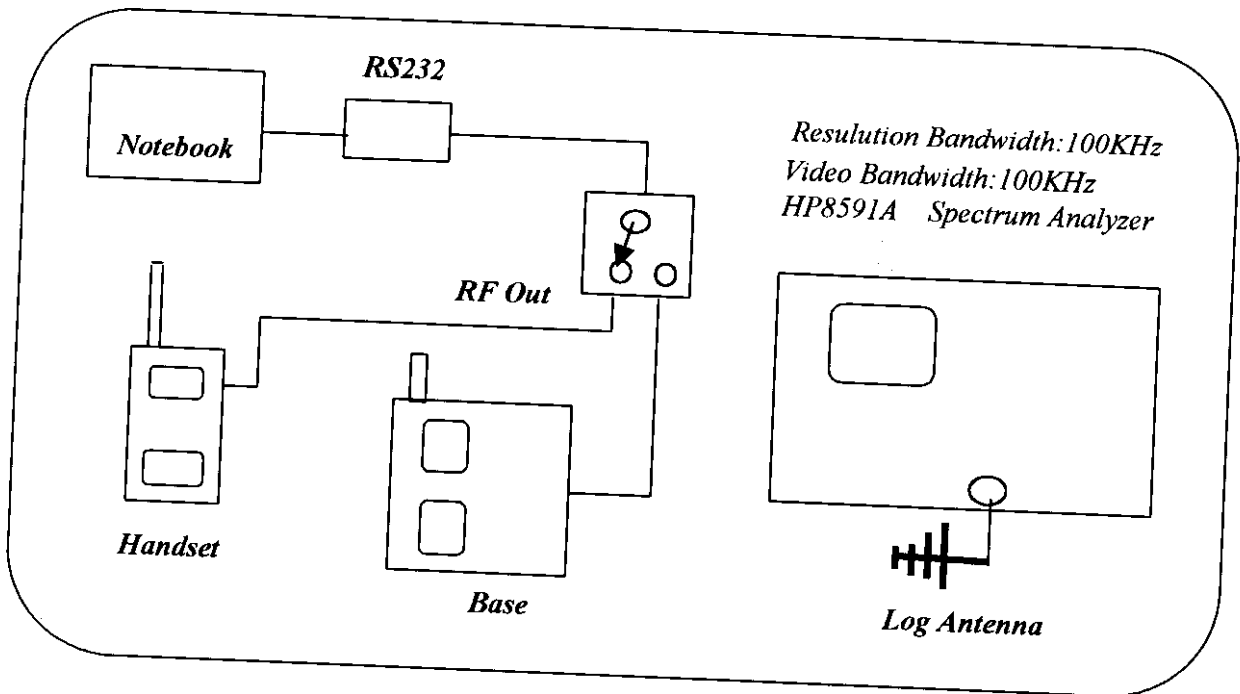 RS232
Notebook
Resulution Bandwidth:100KHz
Video Bandwidth:100KHz
HP8591A Spectrum Analyzer
RF Out
Handset
Base
Log Antenna